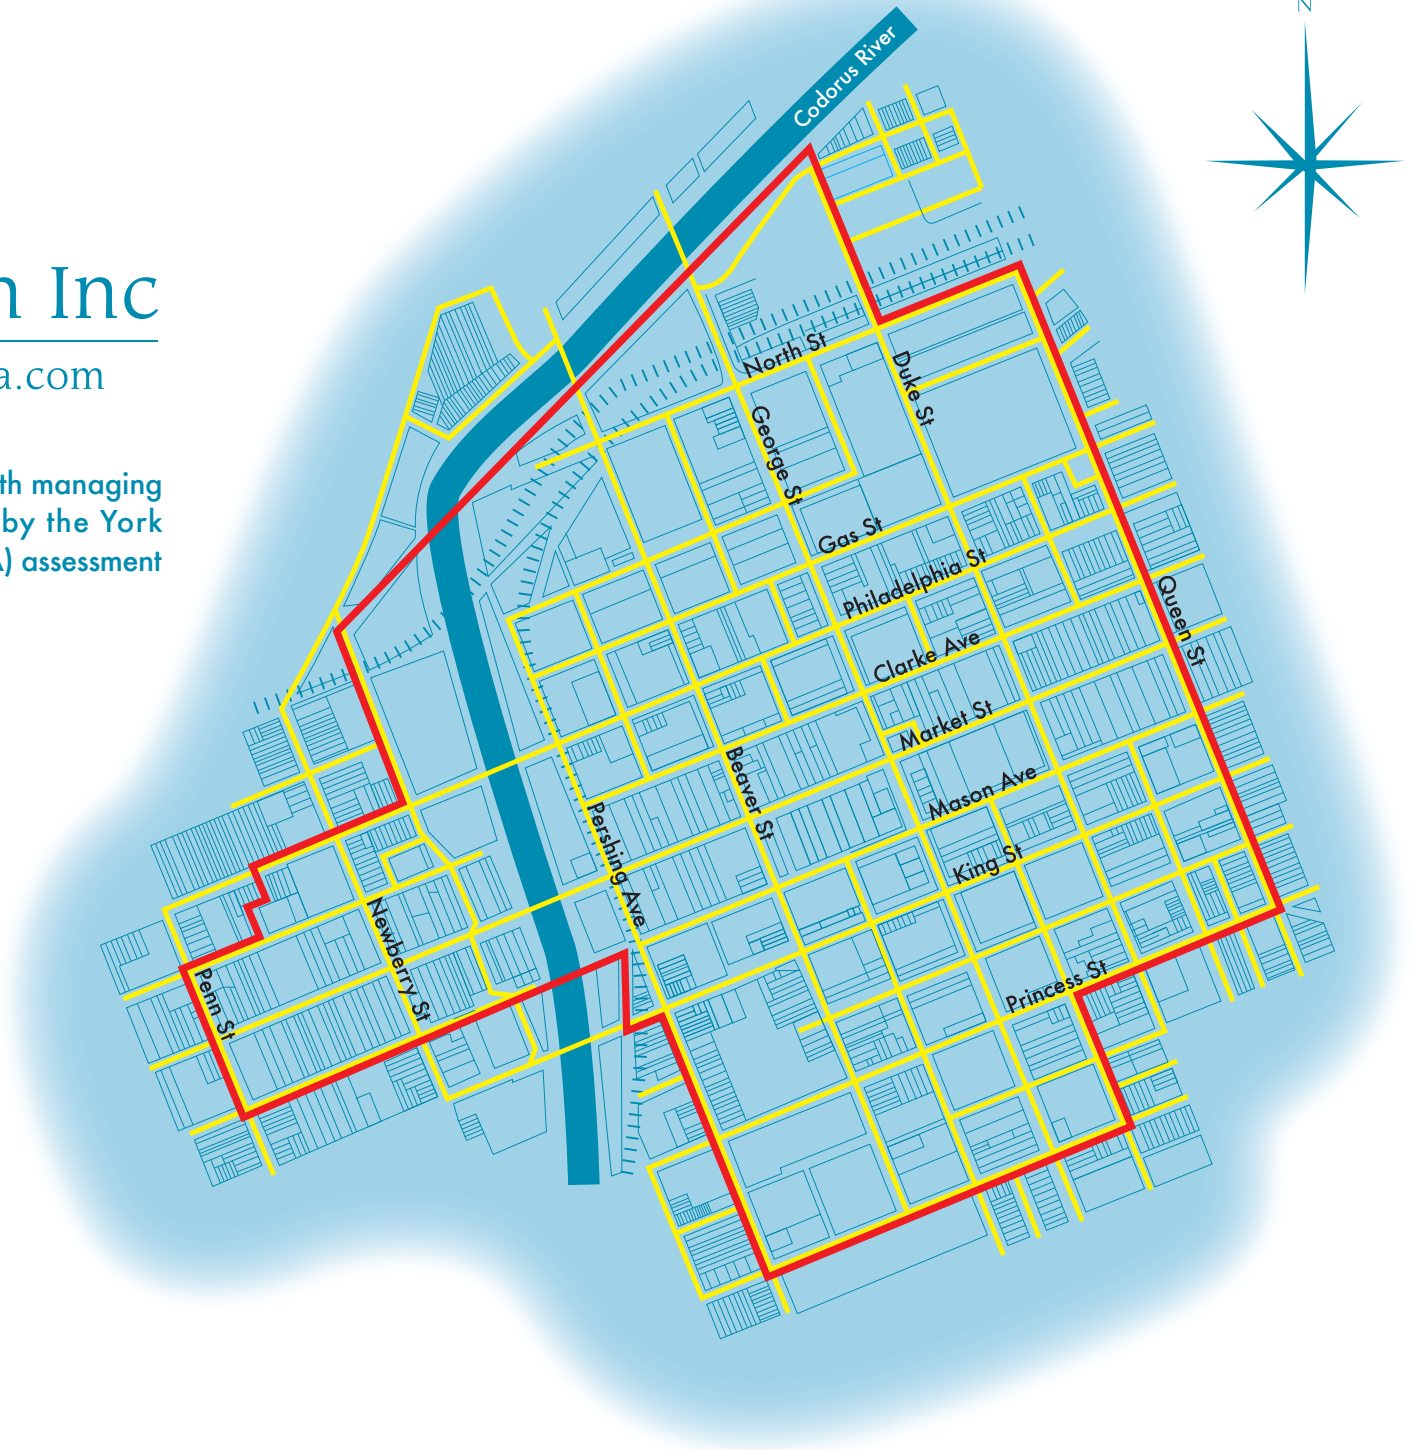 N
Codorus River
n Inc
a.com
th managing
by the York
A) assessment
North St
Duke St
George St
Gas St
Philadelphia St
Queen St
Clarke Ave
Market St
Beaver St
Mason Ave
Pershing Ave
King St
Newberry St
Penn St
Princess St